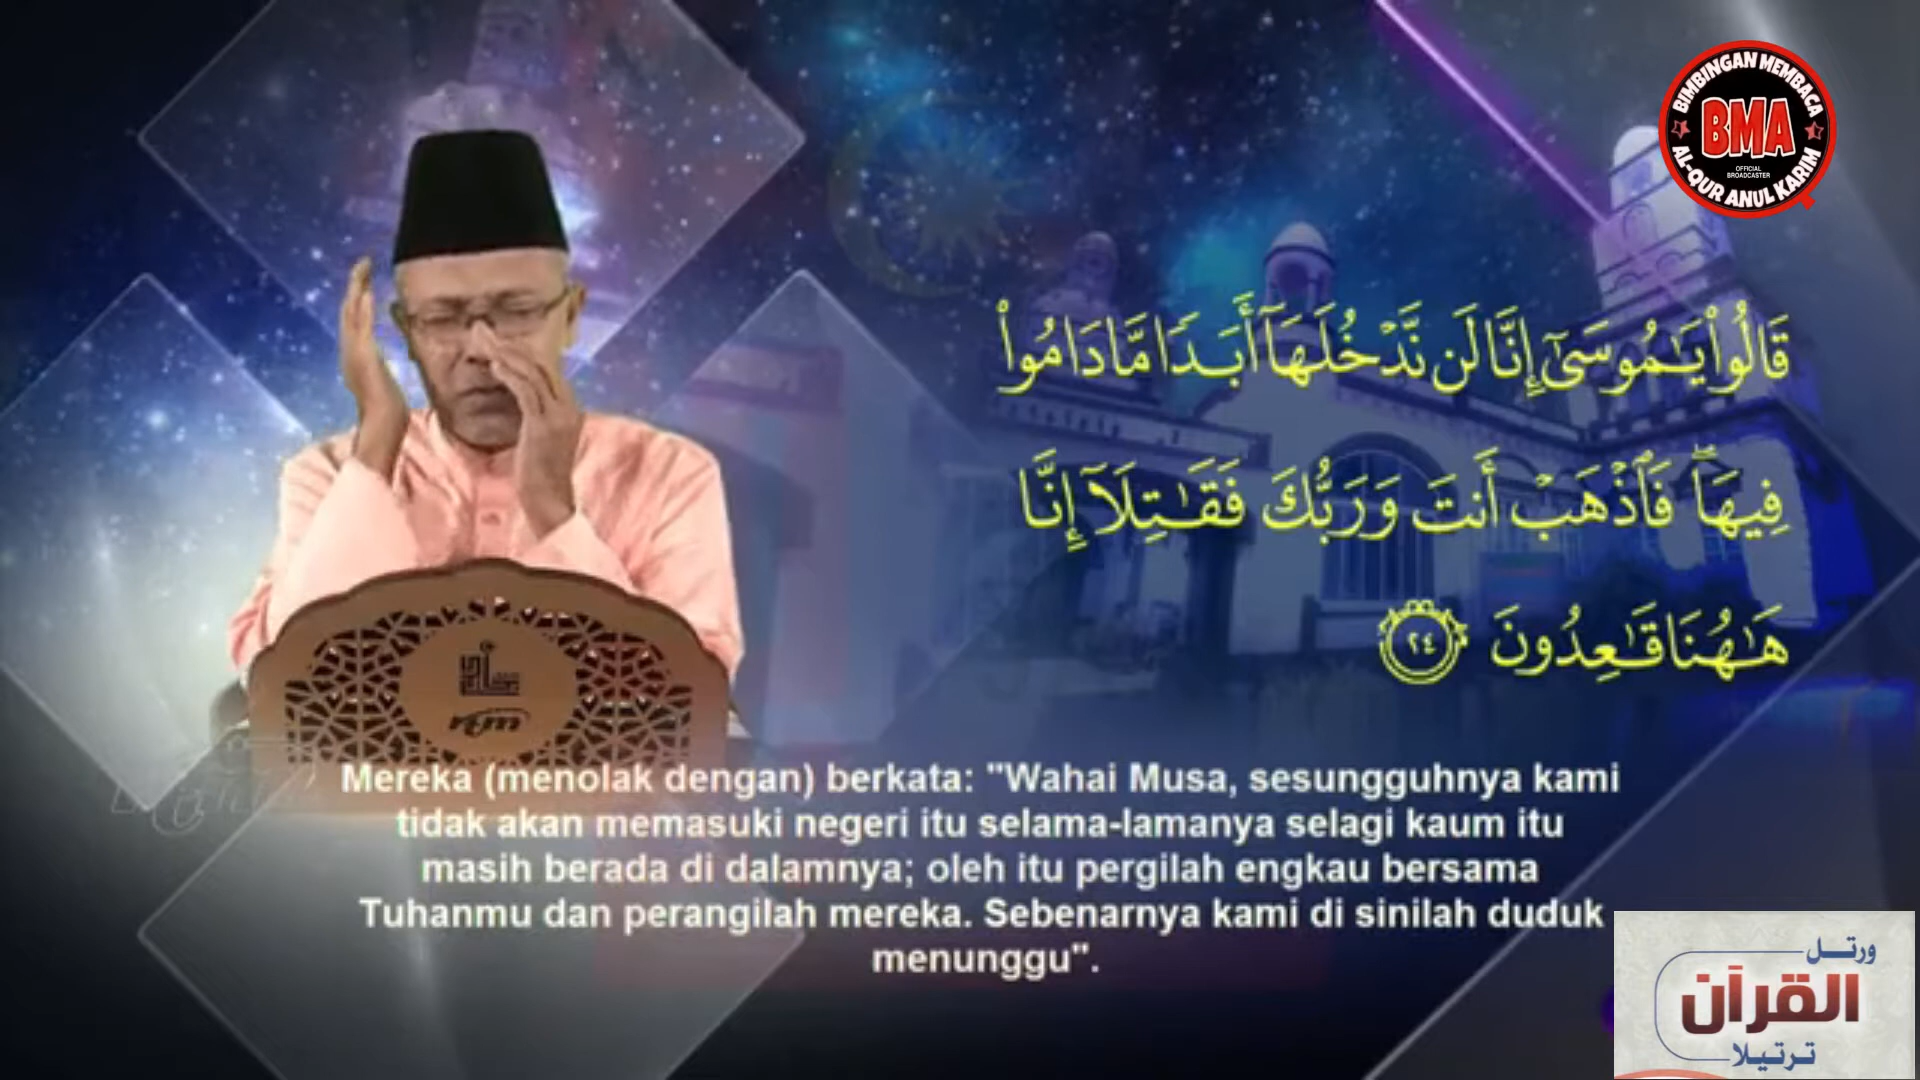 BIMBINGAN MEMBACA
BMA
OFFICIAL
BROADCASTER
AL-QUR ANUL KARIM
قَالُوا۟ يَـٰمُوسَىٰٓ إِنَّا لَن نَّدْخُلَهَآ أَبَدًا مَّا دَامُوا۟
فِيهَا ۖ فَٱذْهَبْ أَنتَ وَرَبُّكَ فَقَـٰتِلَآ إِنَّا
هَـٰهُنَا قَـٰعِدُونَ ٢٤
Mereka (menolak dengan) berkata: "Wahai Musa, sesungguhnya kami
tidak akan memasuki negeri itu selama-lamanya selagi kaum itu
masih berada di dalamnya; oleh itu pergilah engkau bersama
Tuhanmu dan perangilah mereka. Sebenarnya kami di sinilah duduk
menunggu".
ورتل
القرآن
ترتيلا